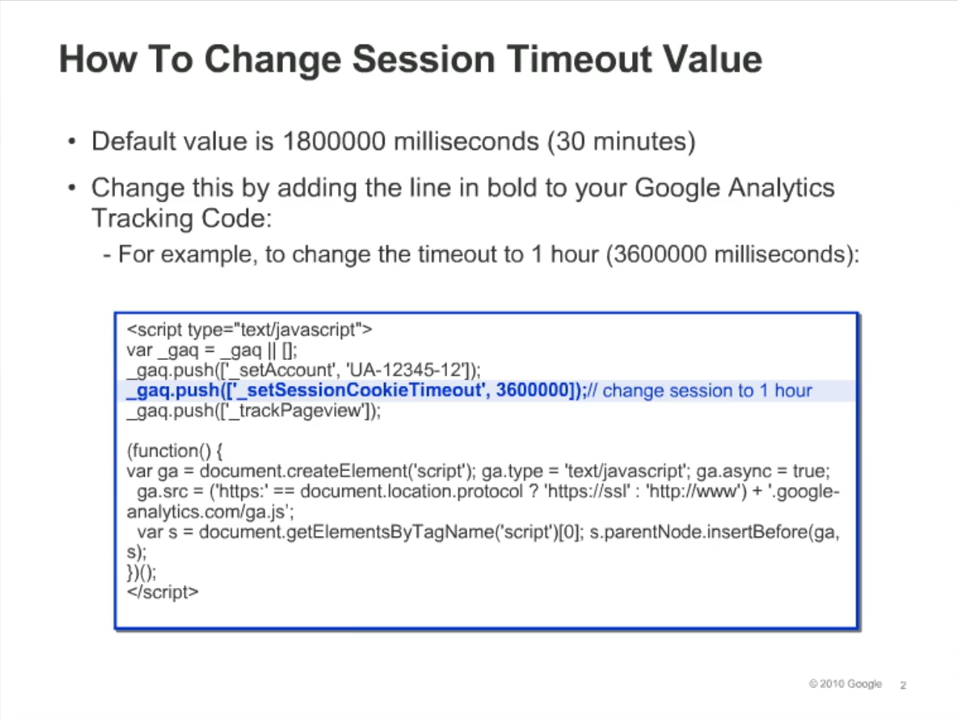 How To Change Session Timeout Value
• Default value is 1800000 milliseconds (30 minutes)
• Change this by adding the line in bold to your Google Analytics
Tracking Code:
- For example, to change the timeout to 1 hour (3600000 milliseconds):
<script type="text/javascript">
var _gaq = _gaq || [];
_gaq.push(['_setAccount', 'UA-12345-12']);
_gaq.push(['_setSessionCookieTimeout', 3600000]);// change session to 1 hour
_gaq.push(['_trackPageview']);
(function() {
var ga = document.createElement('script'); ga.type = 'text/javascript'; ga.async = true;
ga.src = ('https:' == document.location.protocol ? 'https://ssl' : 'http://www') + '.google-
analytics.com/ga.js’;
var s = document.getElementsByTagName('script')[0]; s.parentNode.insertBefore(ga,
s);
})();
</script>
© 2010 Google 2